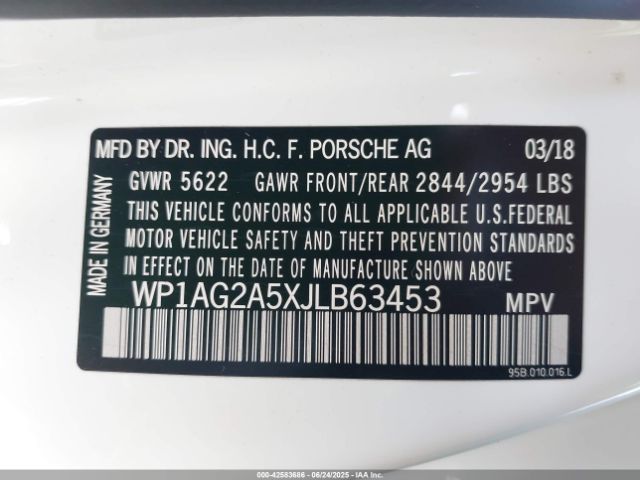 MFD BY DR. ING. H.C. F. PORSCHE AG 03/18
GVWR 5622 GAWR FRONT/REAR 2844/2954 LBS
THIS VEHICLE CONFORMS TO ALL APPLICABLE U.S.FEDERAL
MOTOR VEHICLE SAFETY AND THEFT PREVENTION STANDARDS
IN EFFECT ON THE DATE OF MANUFACTURE SHOWN ABOVE.
MADE IN GERMANY
WP1AG2A5XJLB63453 MPV
95B.010.016.L
00-42583686 - 06/24/2025 - IAA Inc.